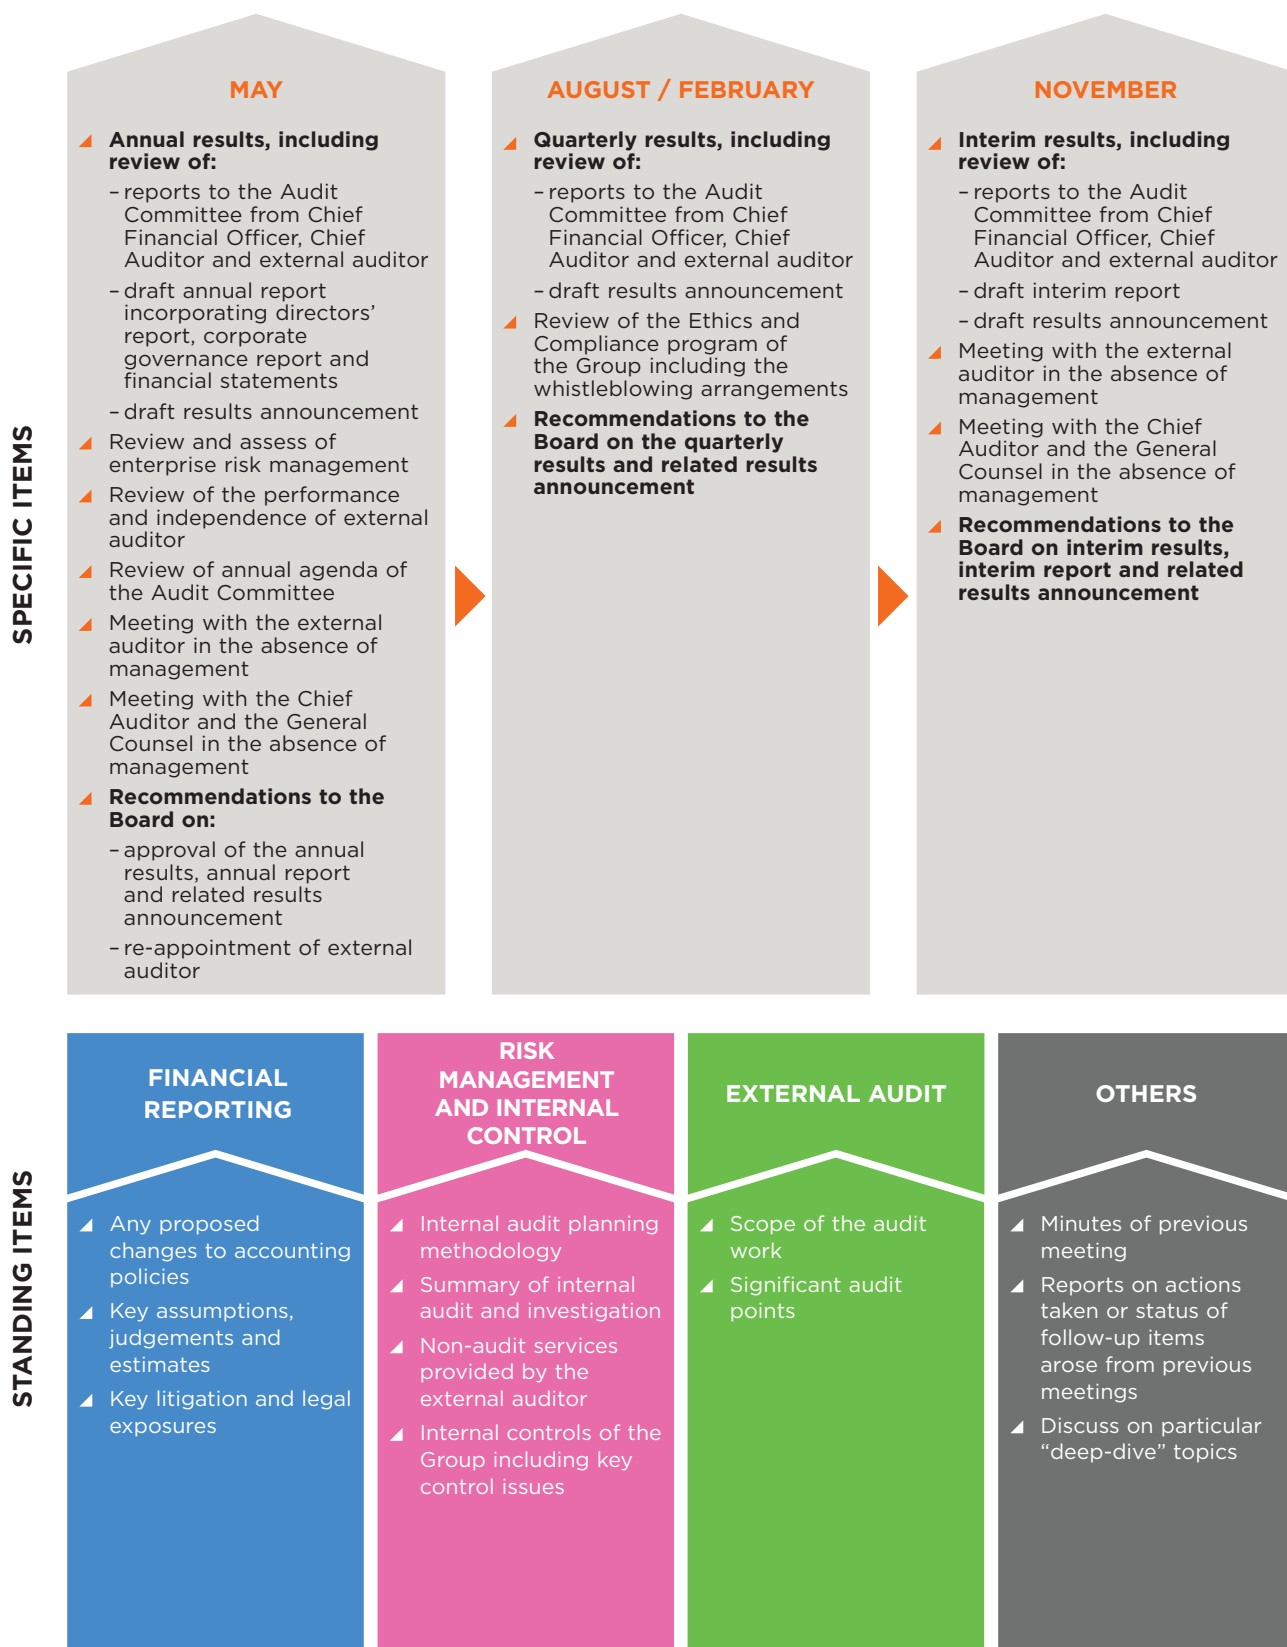 SPECIFIC ITEMS
MAY
Annual results, including
review of:
– reports to the Audit
Committee from Chief
Financial Officer, Chief
Auditor and external auditor
– draft annual report
incorporating directors’
report, corporate
governance report and
financial statements
– draft results announcement
Review and assess of
enterprise risk management
Review of the performance
and independence of external
auditor
Review of annual agenda of
the Audit Committee
Meeting with the external
auditor in the absence of
management
Meeting with the Chief
Auditor and the General
Counsel in the absence of
management
Recommendations to the
Board on:
– approval of the annual
results, annual report
and related results
announcement
– re-appointment of external
auditor
AUGUST / FEBRUARY
Quarterly results, including
review of:
– reports to the Audit
Committee from Chief
Financial Officer, Chief
Auditor and external auditor
– draft results announcement
Review of the Ethics and
Compliance program of
the Group including the
whistleblowing arrangements
Recommendations to the
Board on the quarterly
results and related results
announcement
NOVEMBER
Interim results, including
review of:
– reports to the Audit
Committee from Chief
Financial Officer, Chief
Auditor and external auditor
– draft interim report
– draft results announcement
Meeting with the external
auditor in the absence of
management
Meeting with the Chief
Auditor and the General
Counsel in the absence of
management
Recommendations to the
Board on interim results,
interim report and related
results announcement
STANDING ITEMS
FINANCIAL
REPORTING
Any proposed
changes to accounting
policies
Key assumptions,
judgements and
estimates
Key litigation and legal
exposures
RISK
MANAGEMENT
AND INTERNAL
CONTROL
Internal audit planning
methodology
Summary of internal
audit and investigation
Non-audit services
provided by the
external auditor
Internal controls of the
Group including key
control issues
EXTERNAL AUDIT
Scope of the audit
work
Significant audit
points
OTHERS
Minutes of previous
meeting
Reports on actions
taken or status of
follow-up items
arose from previous
meetings
Discuss on particular
“deep-dive” topics